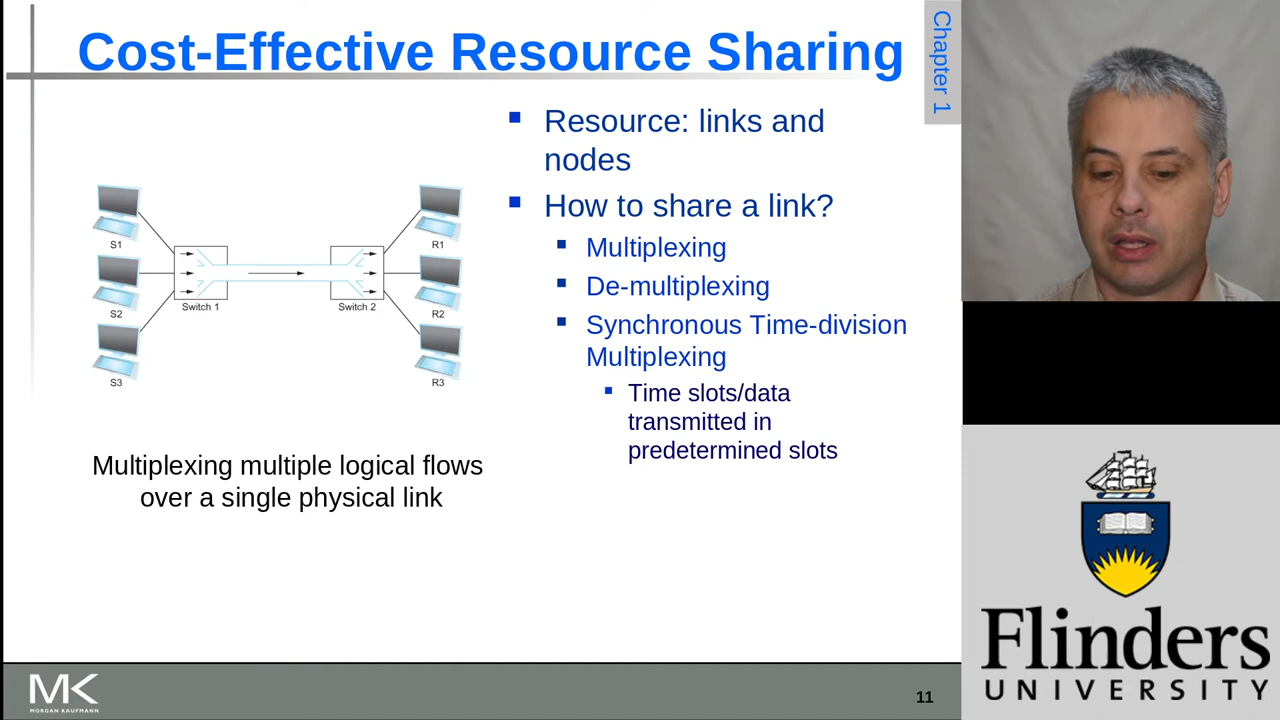 Cost-Effective Resource Sharing
Chapter 1
Resource: links and
nodes
How to share a link?
Multiplexing
De-multiplexing
Synchronous Time-division
Multiplexing
Time slots/data
transmitted in
predetermined slots
S1
S2
S3
Switch 1
Switch 2
R1
R2
R3
Multiplexing multiple logical flows
over a single physical link
MK
MORGAN KAUFMANN
11
Flinders
UNIVERSITY